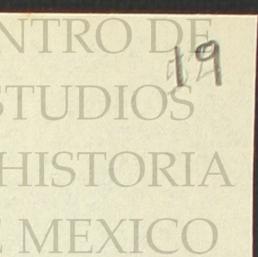 NTRO DE
19
STUDIOS
HISTORIA
E MEXICO